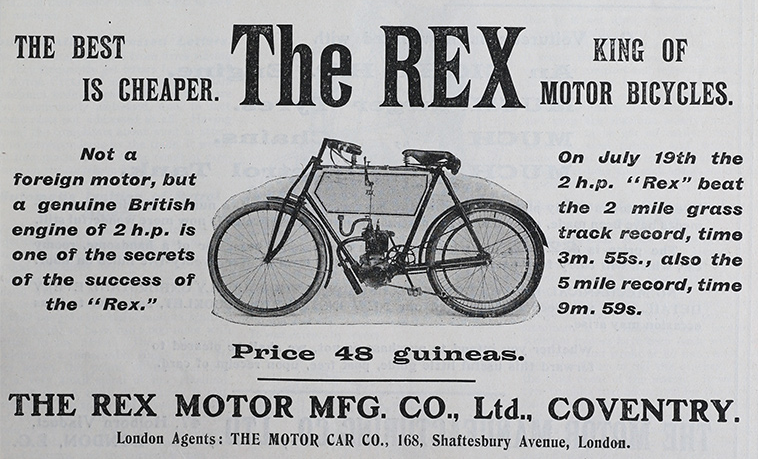 THE BEST
IS CHEAPER.
The REX
KING OF
MOTOR BICYCLES.
Not a
foreign motor, but
a genuine British
engine of 2 h.p. is
one of the secrets
of the success of
the "Rex."
On July 19th the
2 h.p. "Rex" beat
the 2 mile grass
track record, time
3m. 55s., also the
5 mile record, time
9m. 59s.
Price 48 guineas.
THE REX MOTOR MFG. CO., Ltd., COVENTRY.
London Agents: THE MOTOR CAR CO., 168, Shaftesbury Avenue, London.